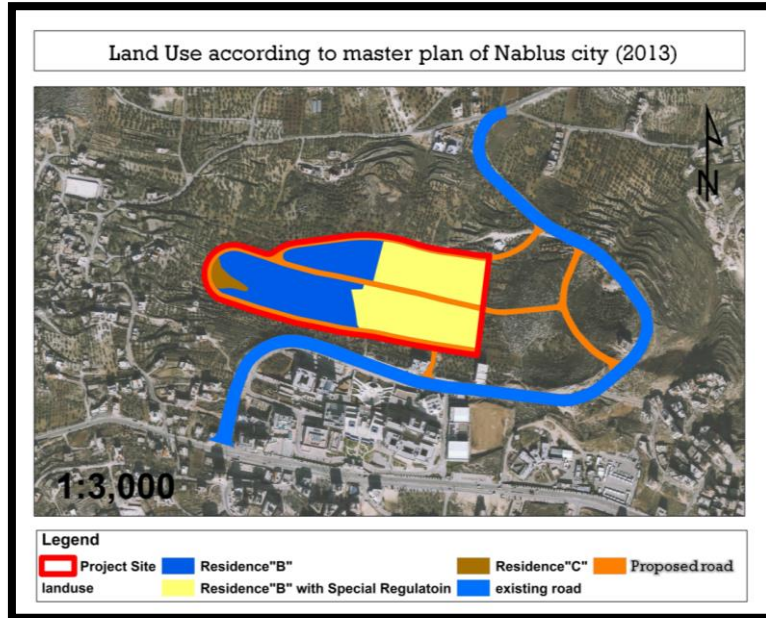 Land Use according to master plan of Nablus city (2013)
N
1:3,000
Legend
Project Site Residence"B" Residence"C" Proposed road
landuse Residence"B" with Special Regulatoin existing road